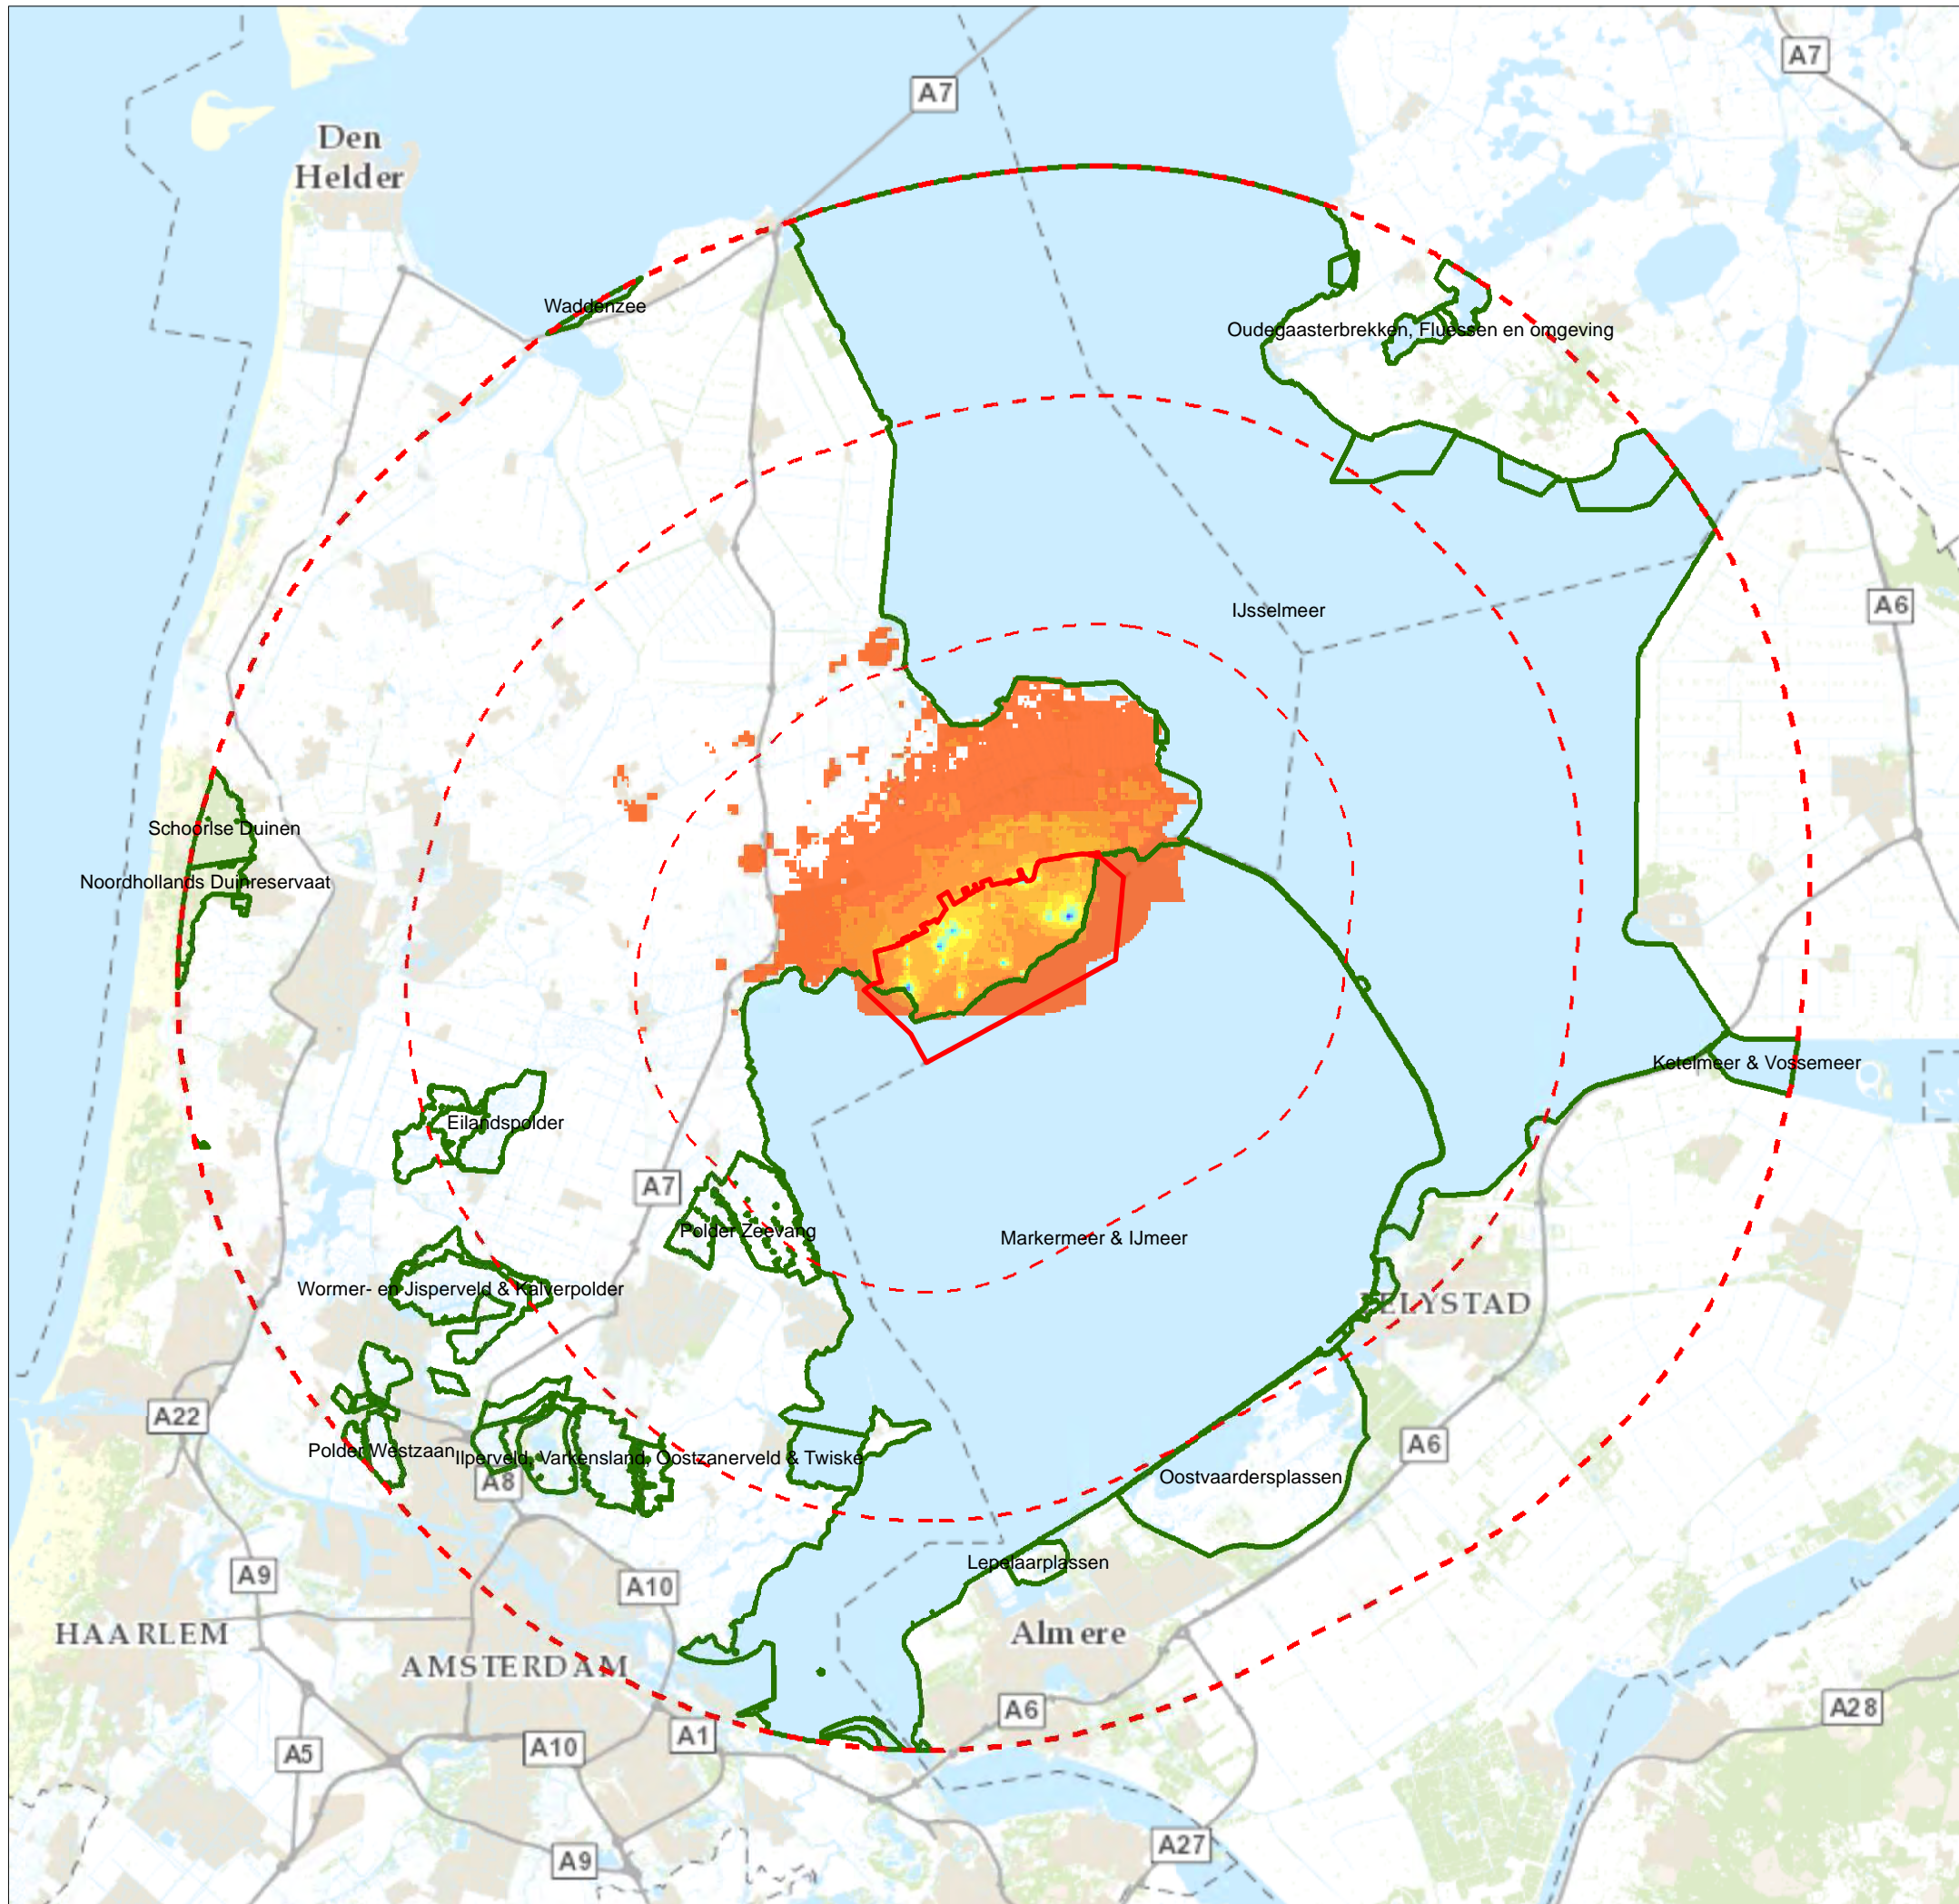 A7
A7
Den
Helder
Waddenzee
Oudegaasterbrekken, Fluessen en omgeving
IJsselmeer
A6
Schoorlse Duinen
Noordhollands Duinreservaat
Ketelmeer & Vossemeer
Eilandspolder
A7
Polder Zeevang
Markermeer & IJmeer
Wormer- en Jisperveld & Kalverpolder
LELYSTAD
A22
A6
Polder Westzaan
Ilperveld, Varkensland, Oostzanerveld & Twiske
A8
Oostvaardersplassen
Lepelaarplassen
A9
A10
HAARLEM
Almere
AMSTERDAM
A6
A28
A1
A10
A5
A27
A9